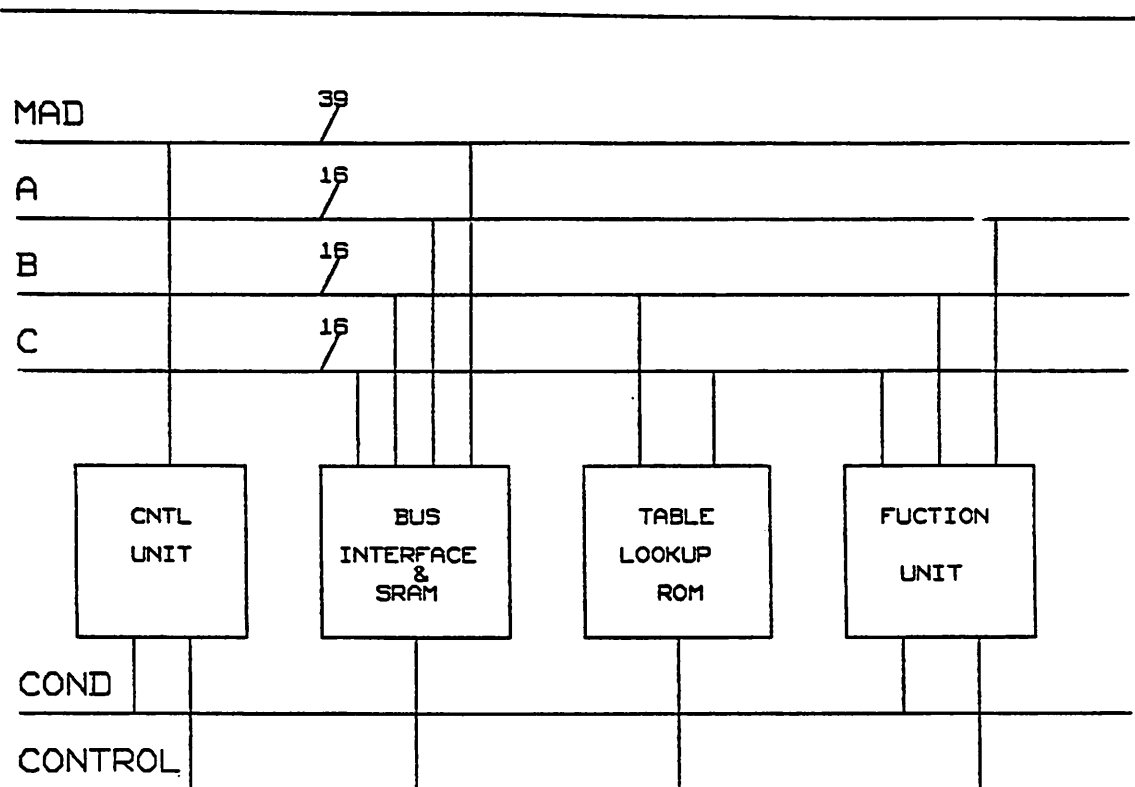 MAD
39
A
16
B
16
C
16
CNTL
UNIT
BUS
INTERFACE
&
SRAM
TABLE
LOOKUP
ROM
FUCTION
UNIT
COND
CONTROL